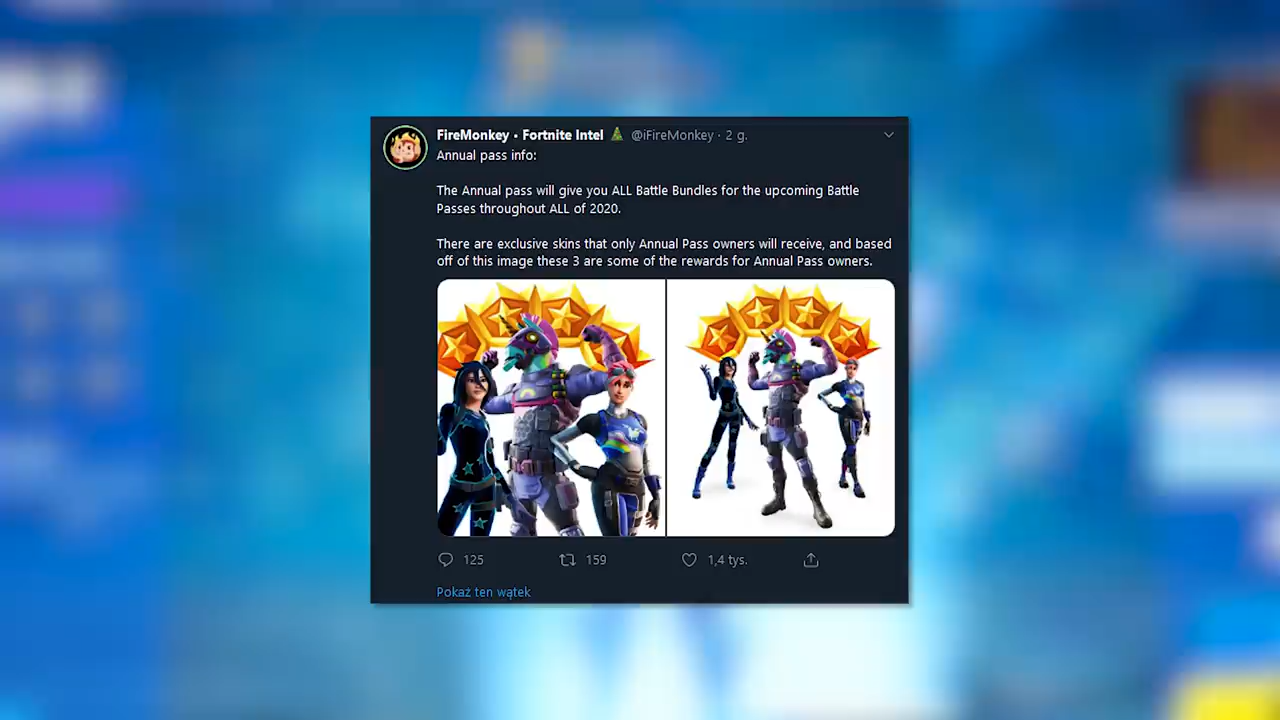 FireMonkey • Fortnite Intel 🎄 @iFireMonkey · 2 g.
Annual pass info:
The Annual pass will give you ALL Battle Bundles for the upcoming Battle
Passes throughout ALL of 2020.
There are exclusive skins that only Annual Pass owners will receive, and based
off of this image these 3 are some of the rewards for Annual Pass owners.
125 159 1,4 tys.
Pokaż ten wątek